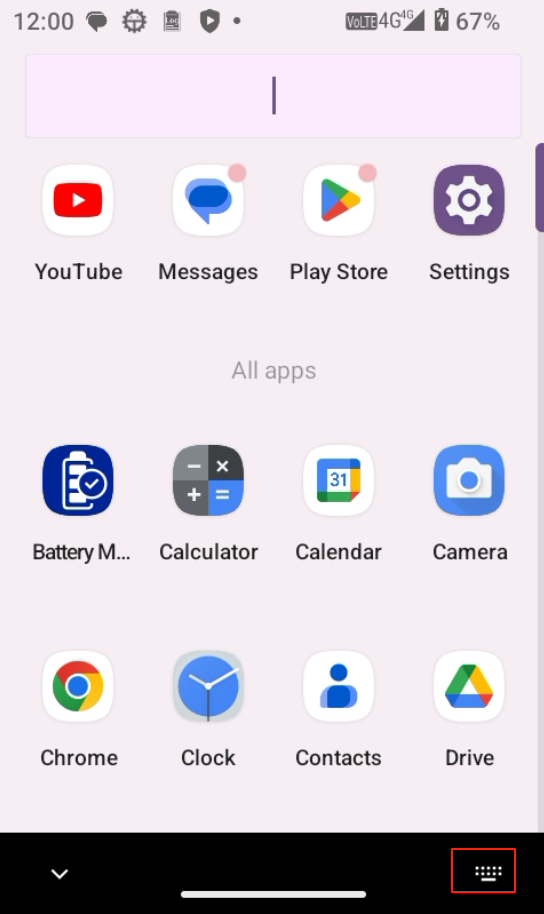 12:00 VoLTE 4G 4G 67%
YouTube Messages Play Store Settings
All apps
31
Battery M... Calculator Calendar Camera
Chrome Clock Contacts Drive